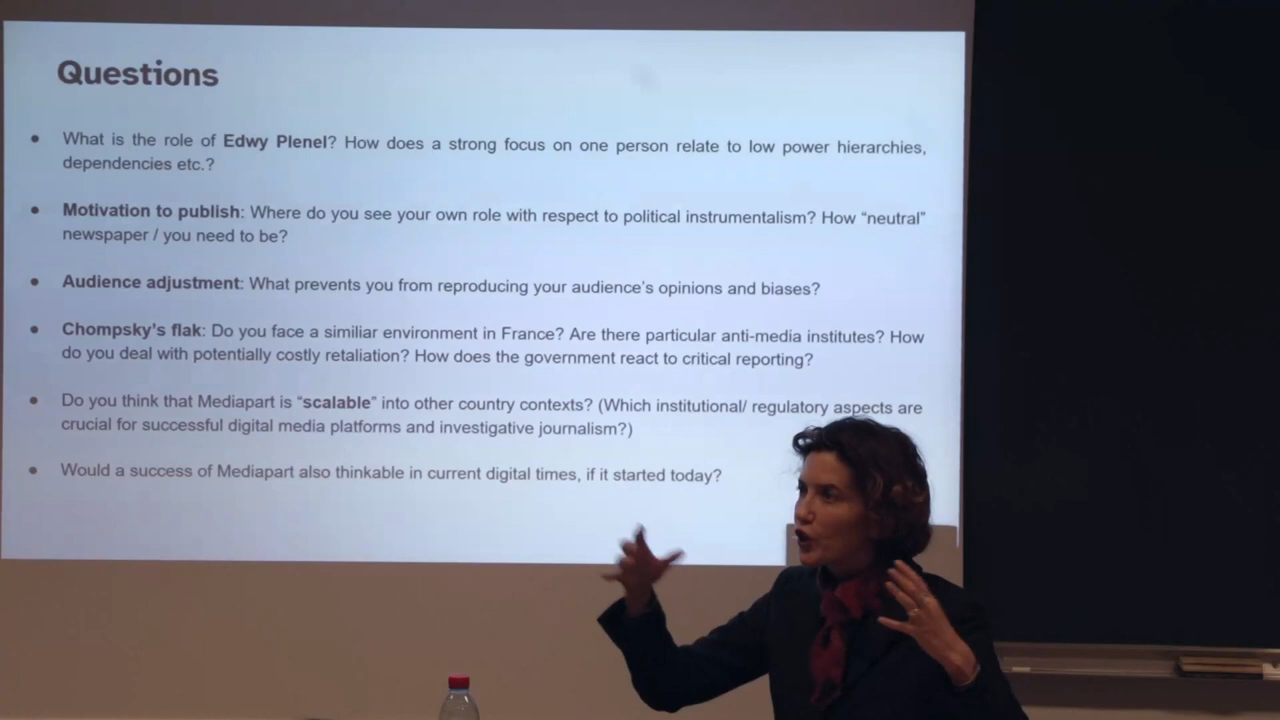 Questions
● What is the role of Edwy Plenel? How does a strong focus on one person relate to low power hierarchies,
dependencies etc.?
● Motivation to publish: Where do you see your own role with respect to political instrumentalism? How “neutral”
newspaper / you need to be?
● Audience adjustment: What prevents you from reproducing your audience’s opinions and biases?
● Chompsky’s flak: Do you face a similiar environment in France? Are there particular anti-media institutes? How
do you deal with potentially costly retaliation? How does the government react to critical reporting?
● Do you think that Mediapart is “scalable” into other country contexts? (Which institutional/ regulatory aspects are
crucial for successful digital media platforms and investigative journalism?)
● Would a success of Mediapart also thinkable in current digital times, if it started today?